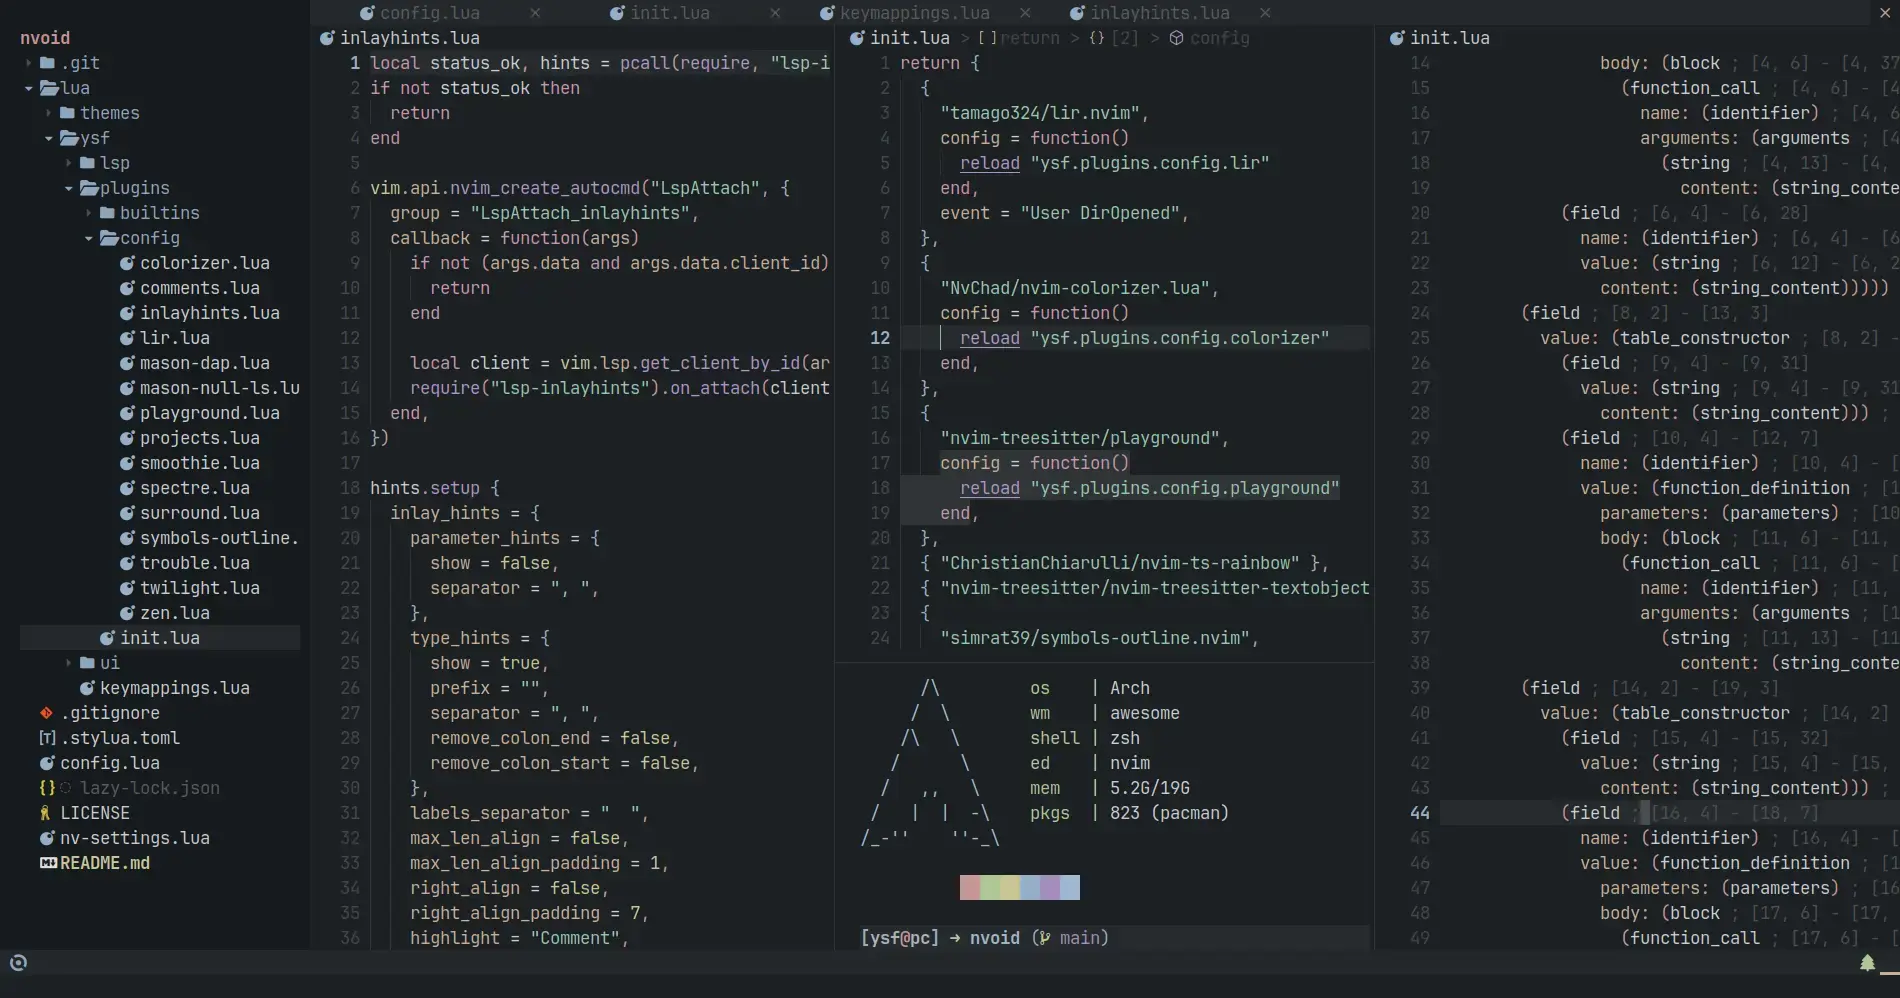 config.lua
init.lua
keymappings.lua
inlayhints.lua
nvoid
.git
lua
themes
ysf
lsp
plugins
builtins
config
colorizer.lua
comments.lua
inlayhints.lua
lir.lua
mason-dap.lua
mason-null-ls.lu
playground.lua
projects.lua
smoothie.lua
spectre.lua
surround.lua
symbols-outline.
trouble.lua
twilight.lua
zen.lua
init.lua
ui
keymappings.lua
.gitignore
[T] .stylua.toml
config.lua
{} lazy-lock.json
LICENSE
nv-settings.lua
README.md
inlayhints.lua
1 local status_ok, hints = pcall(require, "lsp-i
2 if not status_ok then
3 return
4 end
5
6 vim.api.nvim_create_autocmd("LspAttach", {
7 group = "LspAttach_inlayhints",
8 callback = function(args)
9 if not (args.data and args.data.client_id)
10 return
11 end
12
13 local client = vim.lsp.get_client_by_id(ar
14 require("lsp-inlayhints").on_attach(client
15 end,
16 })
17
18 hints.setup {
19 inlay_hints = {
20 parameter_hints = {
21 show = false,
22 separator = ", ",
23 },
24 type_hints = {
25 show = true,
26 prefix = "",
27 separator = ", ",
28 remove_colon_end = false,
29 remove_colon_start = false,
30 },
31 labels_separator = "  ",
32 max_len_align = false,
33 max_len_align_padding = 1,
34 right_align = false,
35 right_align_padding = 7,
36 highlight = "Comment",
init.lua > [] return > {} [2] > config
1 return {
2 {
3 "tamago324/lir.nvim",
4 config = function()
5 reload "ysf.plugins.config.lir"
6 end,
7 event = "User DirOpened",
8 },
9 {
10 "NvChad/nvim-colorizer.lua",
11 config = function()
12 reload "ysf.plugins.config.colorizer"
13 end,
14 },
15 {
16 "nvim-treesitter/playground",
17 config = function()
18 reload "ysf.plugins.config.playground"
19 end,
20 },
21 { "ChristianChiarulli/nvim-ts-rainbow" },
22 { "nvim-treesitter/nvim-treesitter-textobject
23 {
24 "simrat39/symbols-outline.nvim",
os | Arch
wm | awesome
shell | zsh
ed | nvim
mem | 5.2G/19G
pkgs | 823 (pacman)
[ysf@pc] → nvoid (main)
init.lua
14 body: (block ; [4, 6] - [4, 37
15 (function_call ; [4, 6] - [4
16 name: (identifier) ; [4, 6
17 arguments: (arguments ; [4
18 (string ; [4, 13] - [4,
19 content: (string_conte
20 (field ; [6, 4] - [6, 28]
21 name: (identifier) ; [6, 4] - [6
22 value: (string ; [6, 12] - [6, 2
23 content: (string_content)))))
24 (field ; [8, 2] - [13, 3]
25 value: (table_constructor ; [8, 2] -
26 (field ; [9, 4] - [9, 31]
27 value: (string ; [9, 4] - [9, 31
28 content: (string_content))) ;
29 (field ; [10, 4] - [12, 7]
30 name: (identifier) ; [10, 4] - [
31 value: (function_definition ; [1
32 parameters: (parameters) ; [10
33 body: (block ; [11, 6] - [11,
34 (function_call ; [11, 6] - [
35 name: (identifier) ; [11,
36 arguments: (arguments ; [1
37 (string ; [11, 13] - [11
38 content: (string_conte
39 (field ; [14, 2] - [19, 3]
40 value: (table_constructor ; [14, 2]
41 (field ; [15, 4] - [15, 32]
42 value: (string ; [15, 4] - [15,
43 content: (string_content))) ;
44 (field ; [16, 4] - [18, 7]
45 name: (identifier) ; [16, 4] - [
46 value: (function_definition ; [1
47 parameters: (parameters) ; [16
48 body: (block ; [17, 6] - [17,
49 (function_call ; [17, 6] - [